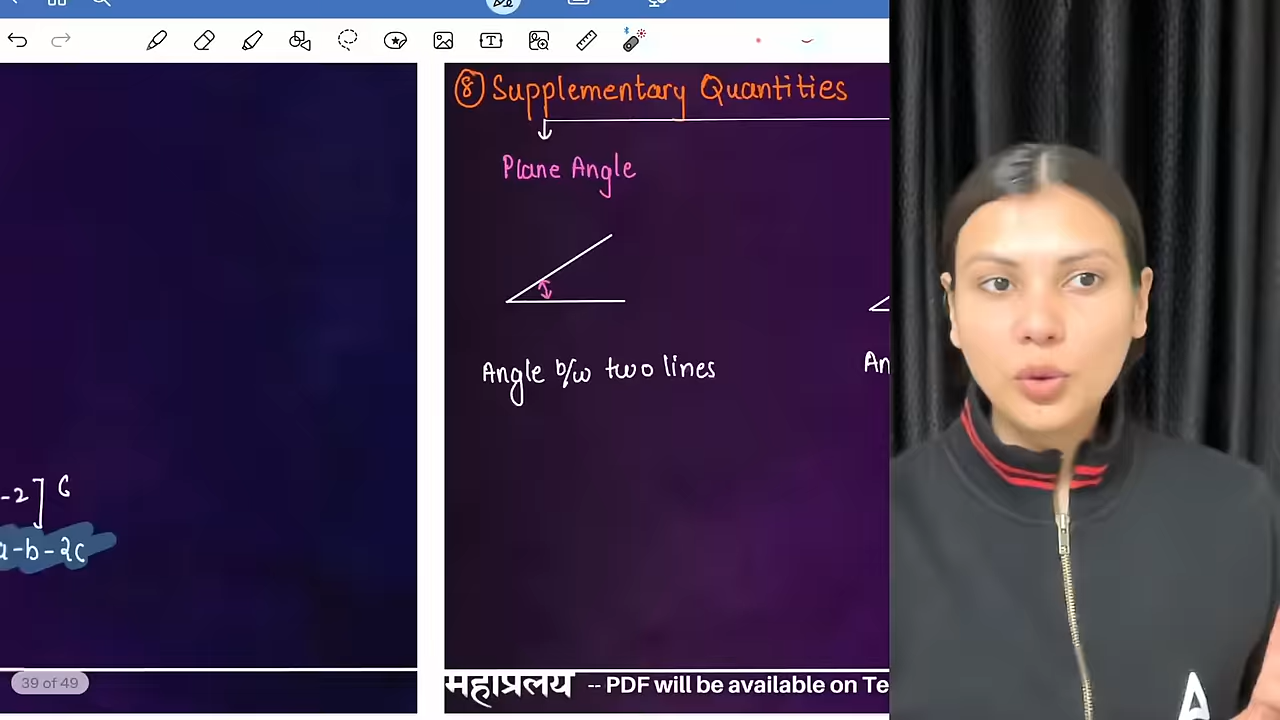 ⑧ Supplementary Quantities
Plane Angle
Angle b/w two lines
An
-2] 6
a-b-2c
39 of 49
महाप्रलय -- PDF will be available on Te